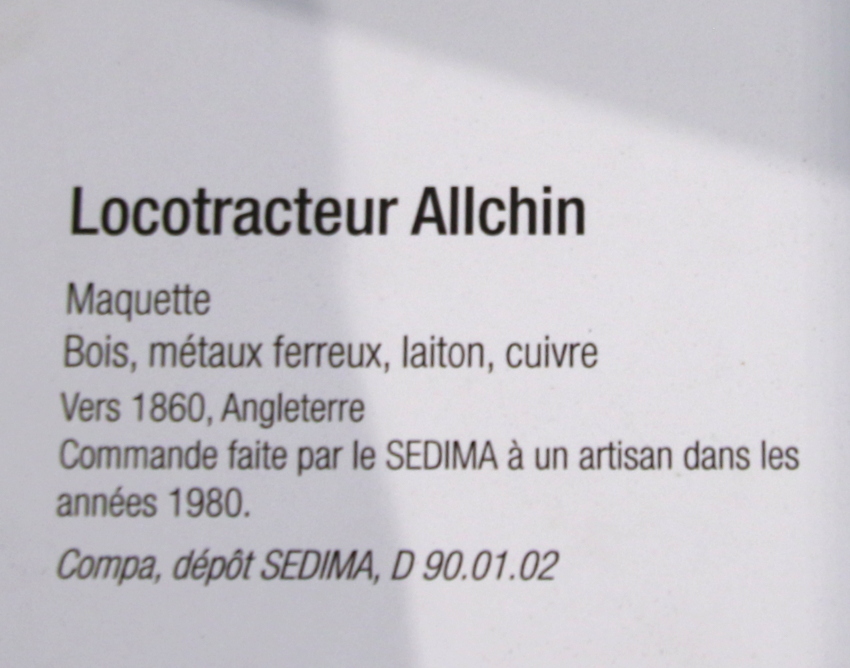 Locotracteur Allchin
Maquette
Bois, métaux ferreux, laiton, cuivre
Vers 1860, Angleterre
Commande faite par le SEDIMA à un artisan dans les
années 1980.
Compa, dépôt SEDIMA, D 90.01.02